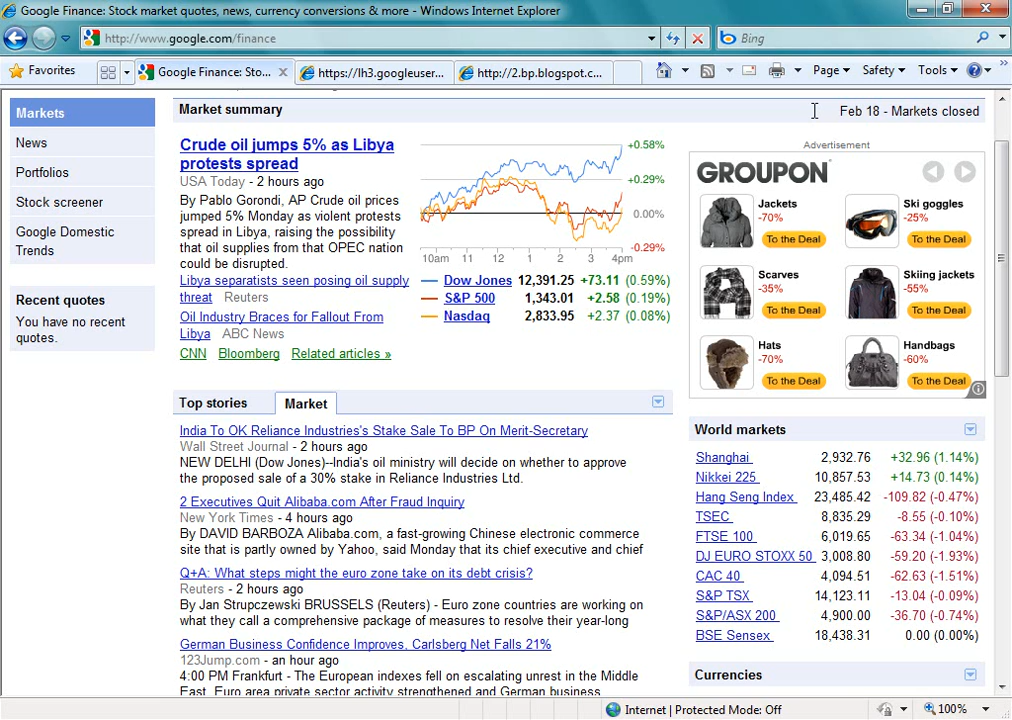 Google Finance: Stock market quotes, news, currency conversions & more - Windows Internet Explorer
http://www.google.com/finance
Bing
Favorites
Google Finance: Sto...
https://lh3.googleuser...
http://2.bp.blogspot.c...
Page
Safety
Tools
Markets
News
Portfolios
Stock screener
Google Domestic
Trends
Recent quotes
You have no recent
quotes.
Market summary
Feb 18 - Markets closed
Crude oil jumps 5% as Libya
protests spread
USA Today - 2 hours ago
By Pablo Gorondi, AP Crude oil prices
jumped 5% Monday as violent protests
spread in Libya, raising the possibility
that oil supplies from that OPEC nation
could be disrupted.
Libya separatists seen posing oil supply
threat Reuters
Oil Industry Braces for Fallout From
Libya ABC News
CNN Bloomberg Related articles »
+0.58%
+0.29%
0.00%
-0.29%
10am 11 12 1 2 3 4pm
Dow Jones 12,391.25 +73.11 (0.59%)
S&P 500 1,343.01 +2.58 (0.19%)
Nasdaq 2,833.95 +2.37 (0.08%)
Advertisement
GROUPON
Jackets
-70%
To the Deal
Ski goggles
-25%
To the Deal
Scarves
-35%
To the Deal
Skiing jackets
-55%
To the Deal
Hats
-70%
To the Deal
Handbags
-60%
To the Deal
Top stories
Market
India To OK Reliance Industries's Stake Sale To BP On Merit-Secretary
Wall Street Journal - 2 hours ago
NEW DELHI (Dow Jones)--India's oil ministry will decide on whether to approve
the proposed sale of a 30% stake in Reliance Industries Ltd.
2 Executives Quit Alibaba.com After Fraud Inquiry
New York Times - 4 hours ago
By DAVID BARBOZA Alibaba.com, a fast-growing Chinese electronic commerce
site that is partly owned by Yahoo, said Monday that its chief executive and chief
Q+A: What steps might the euro zone take on its debt crisis?
Reuters - 2 hours ago
By Jan Strupczewski BRUSSELS (Reuters) - Euro zone countries are working on
what they call a comprehensive package of measures to resolve their year-long
German Business Confidence Improves, Carlsberg Net Falls 21%
123Jump.com - an hour ago
4:00 PM Frankfurt - The European indexes fell on escalating unrest in the Middle
East. Euro area private sector activity strengthened and German business
World markets
Shanghai 2,932.76 +32.96 (1.14%)
Nikkei 225 10,857.53 +14.73 (0.14%)
Hang Seng Index 23,485.42 -109.82 (-0.47%)
TSEC 8,835.29 -8.55 (-0.10%)
FTSE 100 6,019.65 -63.34 (-1.04%)
DJ EURO STOXX 50 3,008.80 -59.20 (-1.93%)
CAC 40 4,094.51 -62.63 (-1.51%)
S&P TSX 14,123.11 -13.04 (-0.09%)
S&P/ASX 200 4,900.00 -36.70 (-0.74%)
BSE Sensex 18,438.31 0.00 (0.00%)
Currencies
Internet | Protected Mode: Off
100%